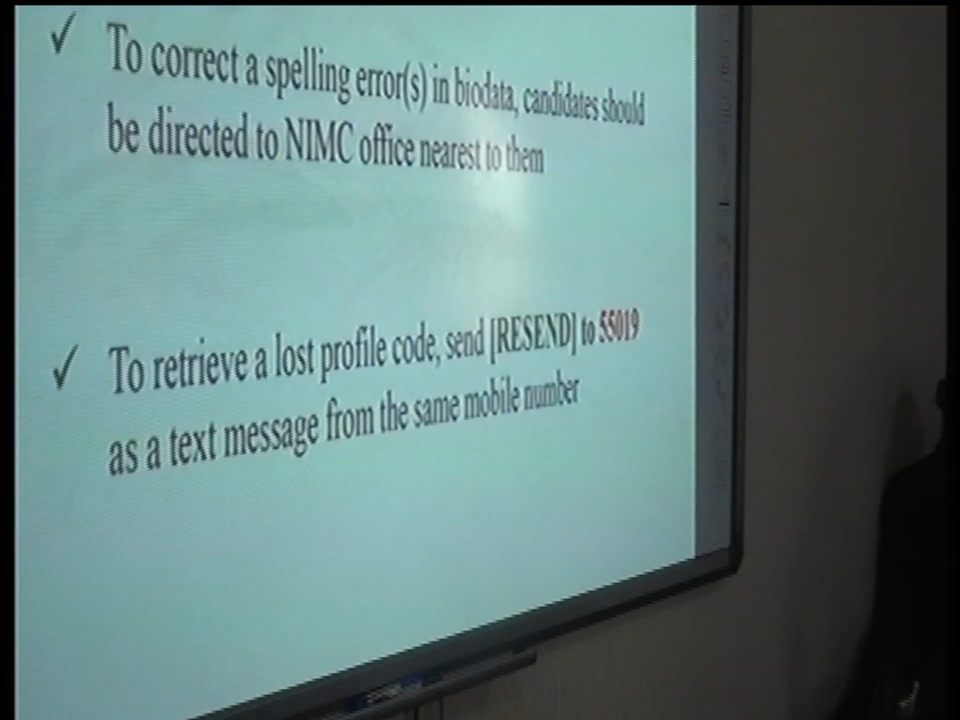 ✓ To correct a spelling error(s) in biodata, candidates should
be directed to NIMC office nearest to them
✓ To retrieve a lost profile code, send [RESEND] to 55019
as a text message from the same mobile number